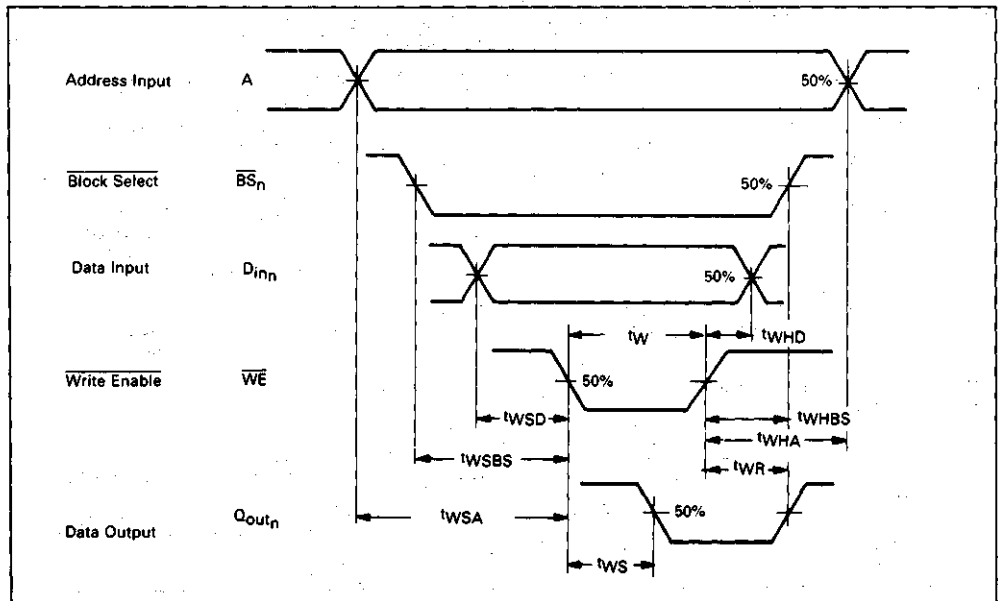 Address Input A 50%
Block Select BSn 50%
Data Input Dinn 50%
tW tWHD
Write Enable WE 50%
tWSD tWHBS
tWHA
tWSBS tWR
Data Output Qoutn tWSA 50%
tWS